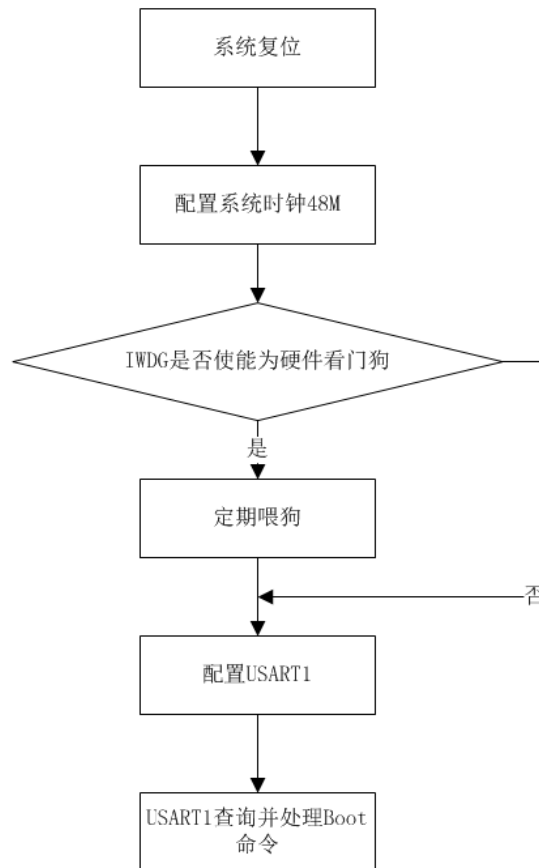 系统复位
配置系统时钟48M
IWDG是否使能为硬件看门狗
是
定期喂狗
否
配置USART1
USART1查询并处理Boot
命令